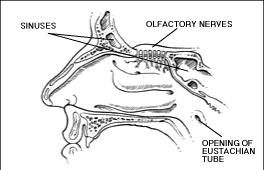 SINUSES
OLFACTORY NERVES
OPENING OF
EUSTACHIAN
TUBE